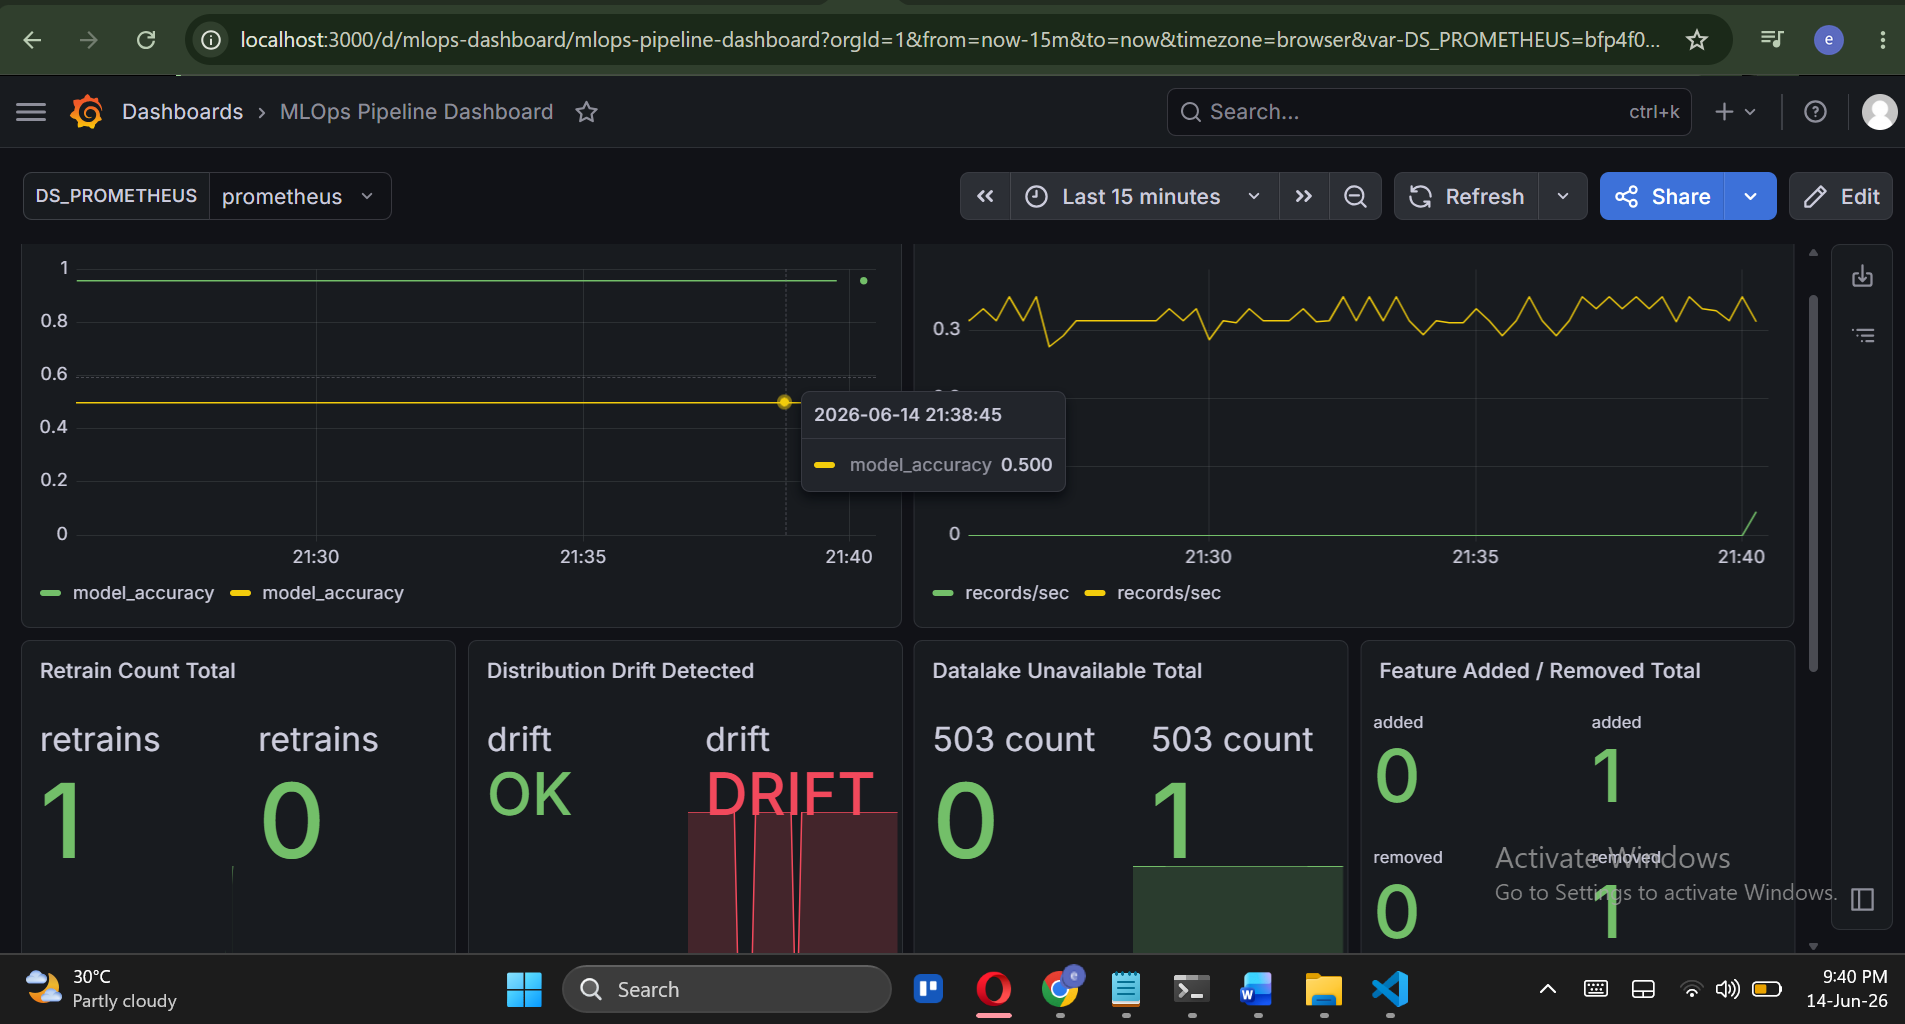 localhost:3000/d/mlops-dashboard/mlops-pipeline-dashboard?orgId=1&from=now-15m&to=now&timezone=browser&var-DS_PROMETHEUS=bfp4f0...
e
Dashboards › MLOps Pipeline Dashboard
Search...
ctrl+k
DS_PROMETHEUS
prometheus
Last 15 minutes
Refresh
Share
Edit
1
0.8
0.6
0.4
0.2
0
21:30
21:35
21:40
model_accuracy
model_accuracy
2026-06-14 21:38:45
model_accuracy 0.500
0.3
0
21:30
21:35
21:40
records/sec
records/sec
Retrain Count Total
retrains
1
retrains
0
Distribution Drift Detected
drift
OK
drift
DRIFT
Datalake Unavailable Total
503 count
0
503 count
1
Feature Added / Removed Total
added
0
added
1
removed
0
removed
1
Activate Windows
Go to Settings to activate Windows.
30°C
Partly cloudy
Search
e
W
9:40 PM
14-Jun-26